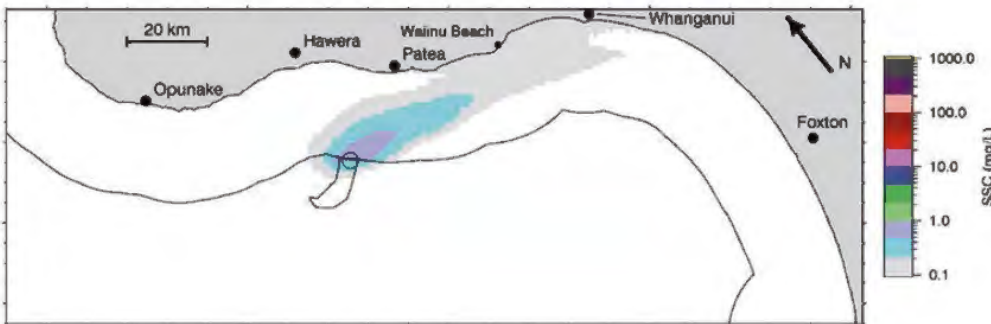 Whanganui
Wailnu Beach
20 km
Hawera
Patea
N
Opunake
Foxton
1000.0
100.0
10.0
1.0
0.1
SSC (mg/L)